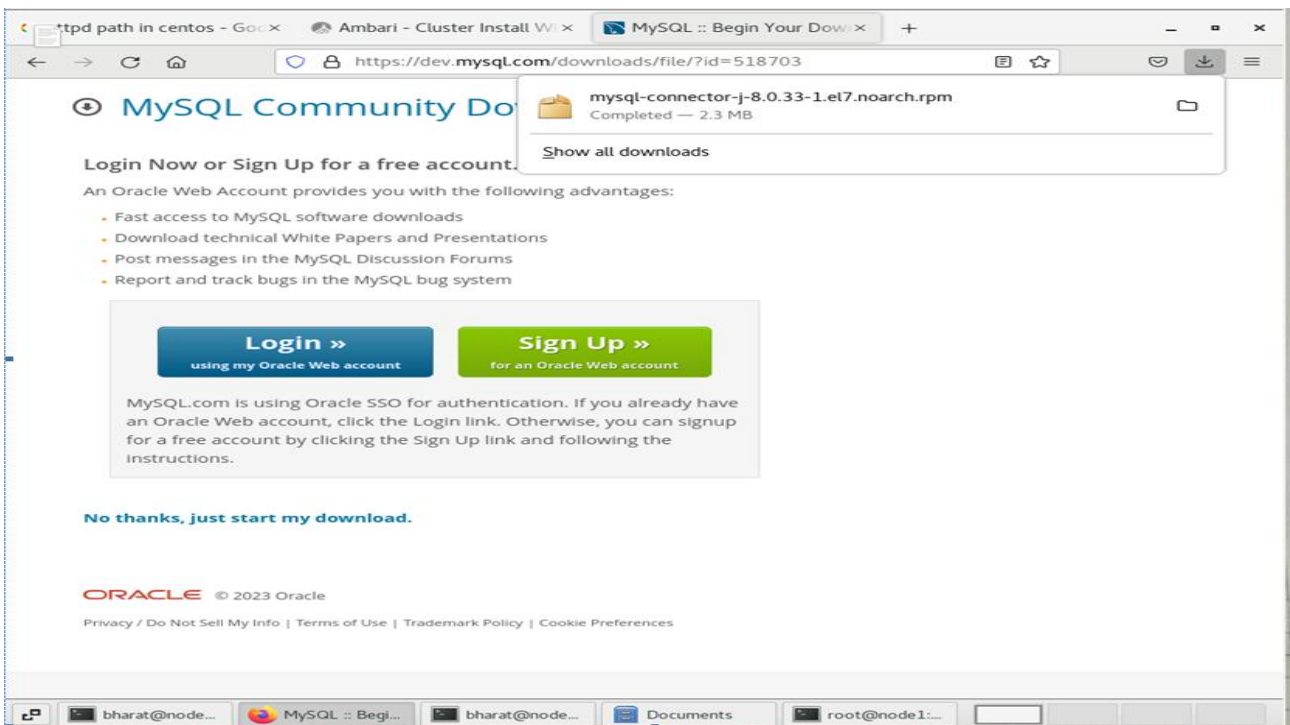 ttpd path in centos - Goo
Ambari - Cluster Install Wi
MySQL :: Begin Your Dow
https://dev.mysql.com/downloads/file/?id=518703
MySQL Community Do
mysql-connector-j-8.0.33-1.el7.noarch.rpm
Completed — 2.3 MB
Show all downloads
Login Now or Sign Up for a free account.
An Oracle Web Account provides you with the following advantages:
Fast access to MySQL software downloads
Download technical White Papers and Presentations
Post messages in the MySQL Discussion Forums
Report and track bugs in the MySQL bug system
Login »
using my Oracle Web account
Sign Up »
for an Oracle Web account
MySQL.com is using Oracle SSO for authentication. If you already have
an Oracle Web account, click the Login link. Otherwise, you can signup
for a free account by clicking the Sign Up link and following the
instructions.
No thanks, just start my download.
ORACLE © 2023 Oracle
Privacy / Do Not Sell My Info | Terms of Use | Trademark Policy | Cookie Preferences
bharat@node...
MySQL :: Begi...
bharat@node...
Documents
root@node1:...